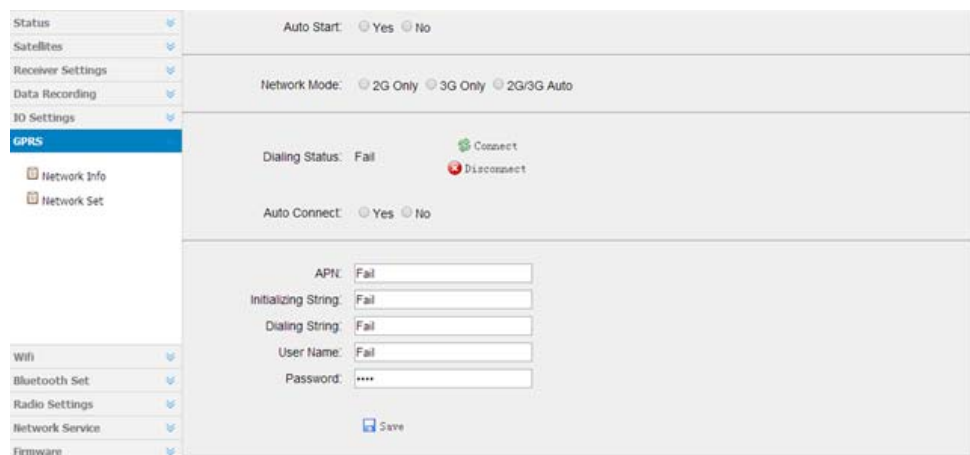 Status
Satellites
Receiver Settings
Data Recording
IO Settings
GPRS
Network Info
Network Set
Wifi
Bluetooth Set
Radio Settings
Network Service
Firmware
Auto Start: Yes No
Network Mode: 2G Only 3G Only 2G/3G Auto
Dialing Status: Fail
Connect
Disconnect
Auto Connect: Yes No
APN: Fail
Initializing String: Fail
Dialing String: Fail
User Name: Fail
Password: ••••
Save